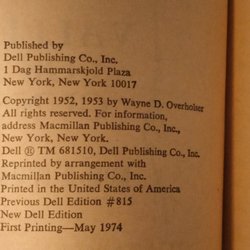 Published by
Dell Publishing Co., Inc.
1 Dag Hammarskjold Plaza
New York, New York 10017
Copyright 1952, 1953 by Wayne D. Overholser
All rights reserved. For information,
address Macmillan Publishing Co., Inc.,
New York, New York.
Dell ® TM 681510, Dell Publishing Co., Inc.
Reprinted by arrangement with
Macmillan Publishing Co., Inc.
Printed in the United States of America
Previous Dell Edition #815
New Dell Edition
First Printing—May 1974